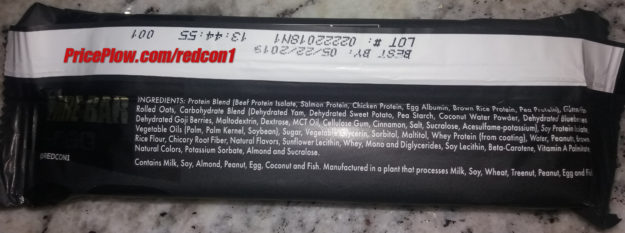 001 13:44:55 LOT #: 02222018N1
BEST BY: 05/22/2019
PricePlow.com/redcon1
MRE BAR
@REDCON1
INGREDIENTS: Protein Blend (Beef Protein Isolate, Salmon Protein, Chicken Protein, Egg Albumin, Brown Rice Protein, Pea Protein),
Rolled Oats, Carbohydrate Blend (Dehydrated Yam, Dehydrated Sweet Potato, Pea Starch, Coconut Water Powder, Dehydrated Blueberries
Dehydrated Goji Berries, Maltodextrin, Dextrose, MCT Oil, Cellulose Gum, Cinnamon, Salt, Sucralose, Acesulfame-potassium), Soy Protein Isolate,
Vegetable Oils (Palm, Palm Kernel, Soybean), Sugar, Vegetable Glycerin, Sorbitol, Maltitol, Whey Protein (from coating), Water, Peanuts, Brown
Rice Flour, Chicory Root Fiber, Natural Flavors, Sunflower Lecithin, Whey, Mono and Diglycerides, Soy Lecithin, Beta-Carotene, Vitamin A Palmitate
Natural Colors, Potassium Sorbate, Almond and Sucralose.
Contains Milk, Soy, Almond, Peanut, Egg, Coconut and Fish. Manufactured in a plant that processes Milk, Soy, Wheat, Treenut, Peanut, Egg and Fish